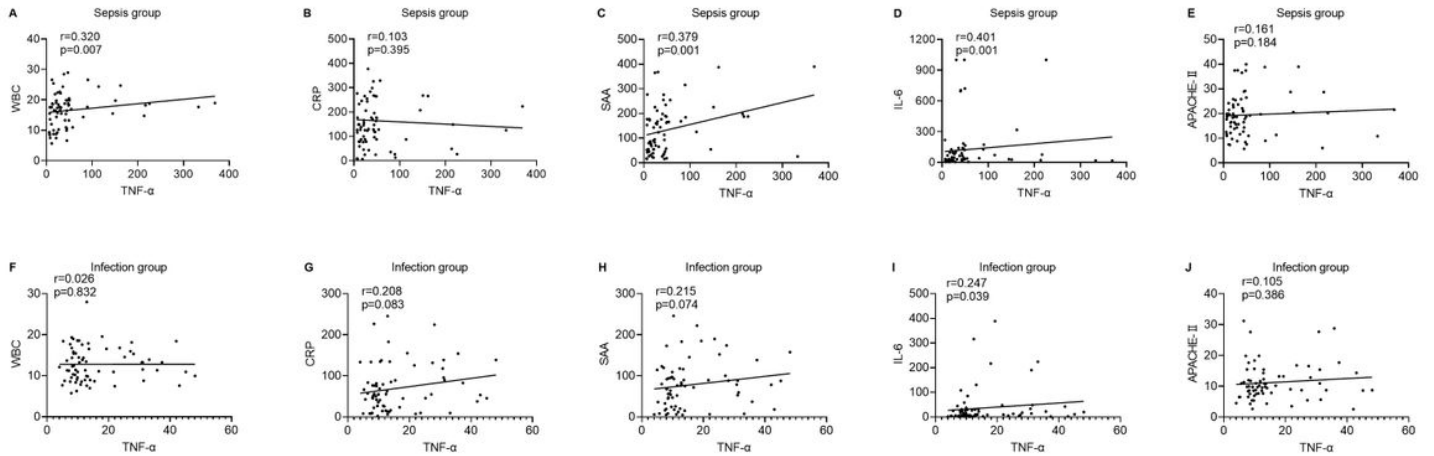 A Sepsis group
r=0.320
p=0.007
WBC
40
30
20
10
0
0 100 200 300 400
TNF-α
B Sepsis group
r=0.103
p=0.395
CRP
500
400
300
200
100
0
0 100 200 300 400
TNF-α
C Sepsis group
r=0.379
p=0.001
SAA
500
400
300
200
100
0
0 100 200 300 400
TNF-α
D Sepsis group
r=0.401
p=0.001
IL-6
1200
900
600
300
0
0 100 200 300 400
TNF-α
E Sepsis group
r=0.161
p=0.184
APACHE-Ⅱ
50
40
30
20
10
0
0 100 200 300 400
TNF-α
F Infection group
r=0.026
p=0.832
WBC
30
20
10
0
0 20 40 60
TNF-α
G Infection group
r=0.208
p=0.083
CRP
300
200
100
0
0 20 40 60
TNF-α
H Infection group
r=0.215
p=0.074
SAA
300
200
100
0
0 20 40 60
TNF-α
I Infection group
r=0.247
p=0.039
IL-6
500
400
300
200
100
0
0 20 40 60
TNF-α
J Infection group
r=0.105
p=0.386
APACHE-Ⅱ
40
30
20
10
0
0 20 40 60
TNF-α